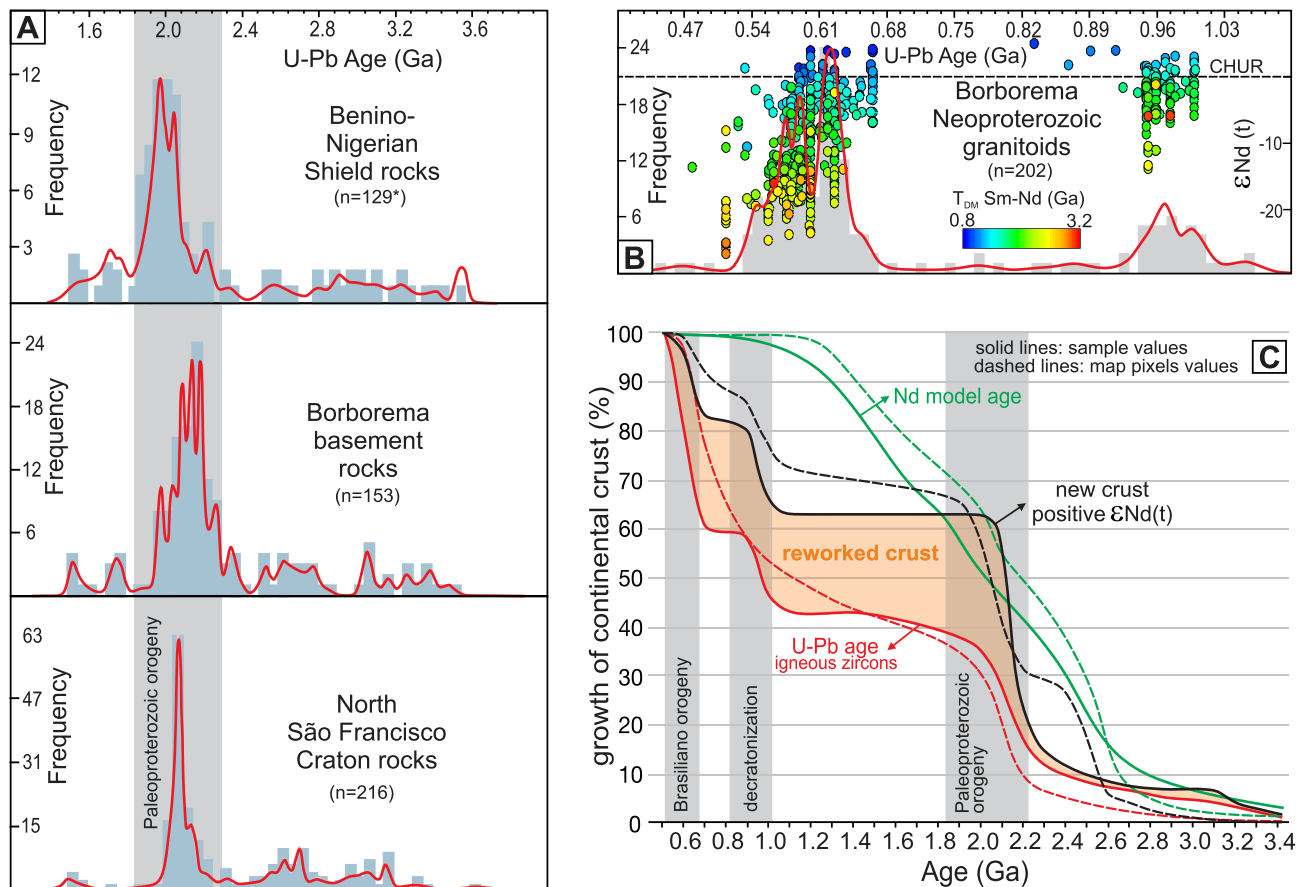 A
1.6 2.0 2.4 2.8 3.2 3.6
U-Pb Age (Ga)
12
9
6
3
Frequency
Benino-
Nigerian
Shield rocks
(n=129*)
24
18
12
6
Frequency
Borborema
basement
rocks
(n=153)
63
47
31
15
Frequency
Paleoproterozoic orogeny
North
São Francisco
Craton rocks
(n=216)
0.47 0.54 0.61 0.68 0.75 0.82 0.89 0.96 1.03
U-Pb Age (Ga)
24
18
12
6
Frequency
CHUR
Borborema
Neoproterozoic
granitoids
(n=202)
TDM Sm-Nd (Ga)
0.8 3.2
-10
-20
εNd (t)
B
100
90
80
70
60
50
40
30
20
10
0
growth of continental crust (%)
solid lines: sample values
dashed lines: map pixels values
C
Nd model age
new crust
positive εNd(t)
reworked crust
U-Pb age
igneous zircons
Brasiliano orogeny
decratonization
Paleoproterozoic
orogeny
0.6 0.8 1.0 1.2 1.4 1.6 1.8 2.0 2.2 2.4 2.6 2.8 3.0 3.2 3.4
Age (Ga)